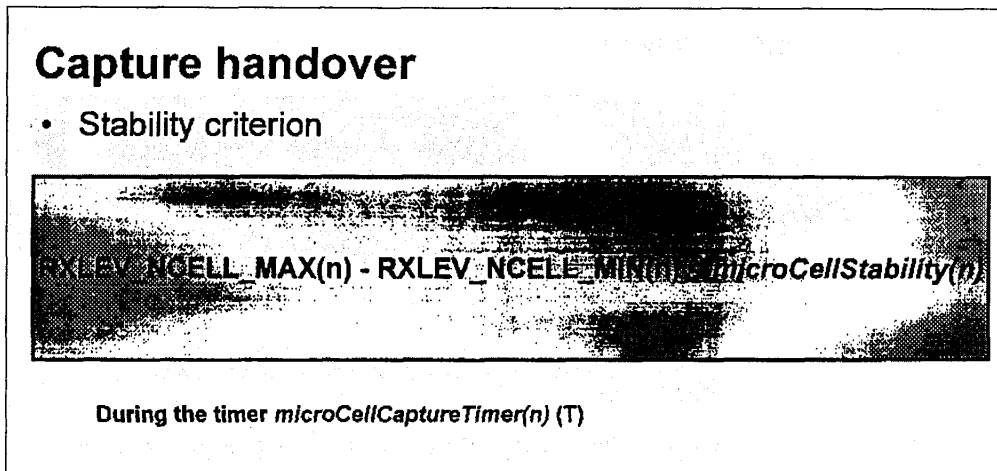 Capture handover
• Stability criterion
RXLEV_NCELL_MAX(n) - RXLEV_NCELL_MIN(n) microCellStability(n)
During the timer microCellCaptureTimer(n) (T)